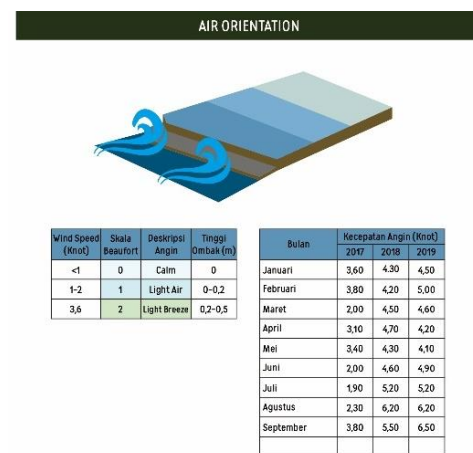 AIR ORIENTATION
Wind Speed (Knot) Skala Beaufort Deskripsi Angin Tinggi Ombak (m)
<1 0 Calm 0
1-2 1 Light Air 0-0,2
3,6 2 Light Breeze 0,2-0,5
Bulan Kecepatan Angin (Knot)
2017 2018 2019
Januari 3,60 4.30 4,50
Februari 3,80 4,20 5,00
Maret 2,00 4,50 4,60
April 3,10 4,70 4,20
Mei 3,40 4,30 4,10
Juni 2,00 4,60 4,90
Juli 1,90 5,20 5,20
Agustus 2,30 6,20 6,20
September 3,80 5,50 6,50